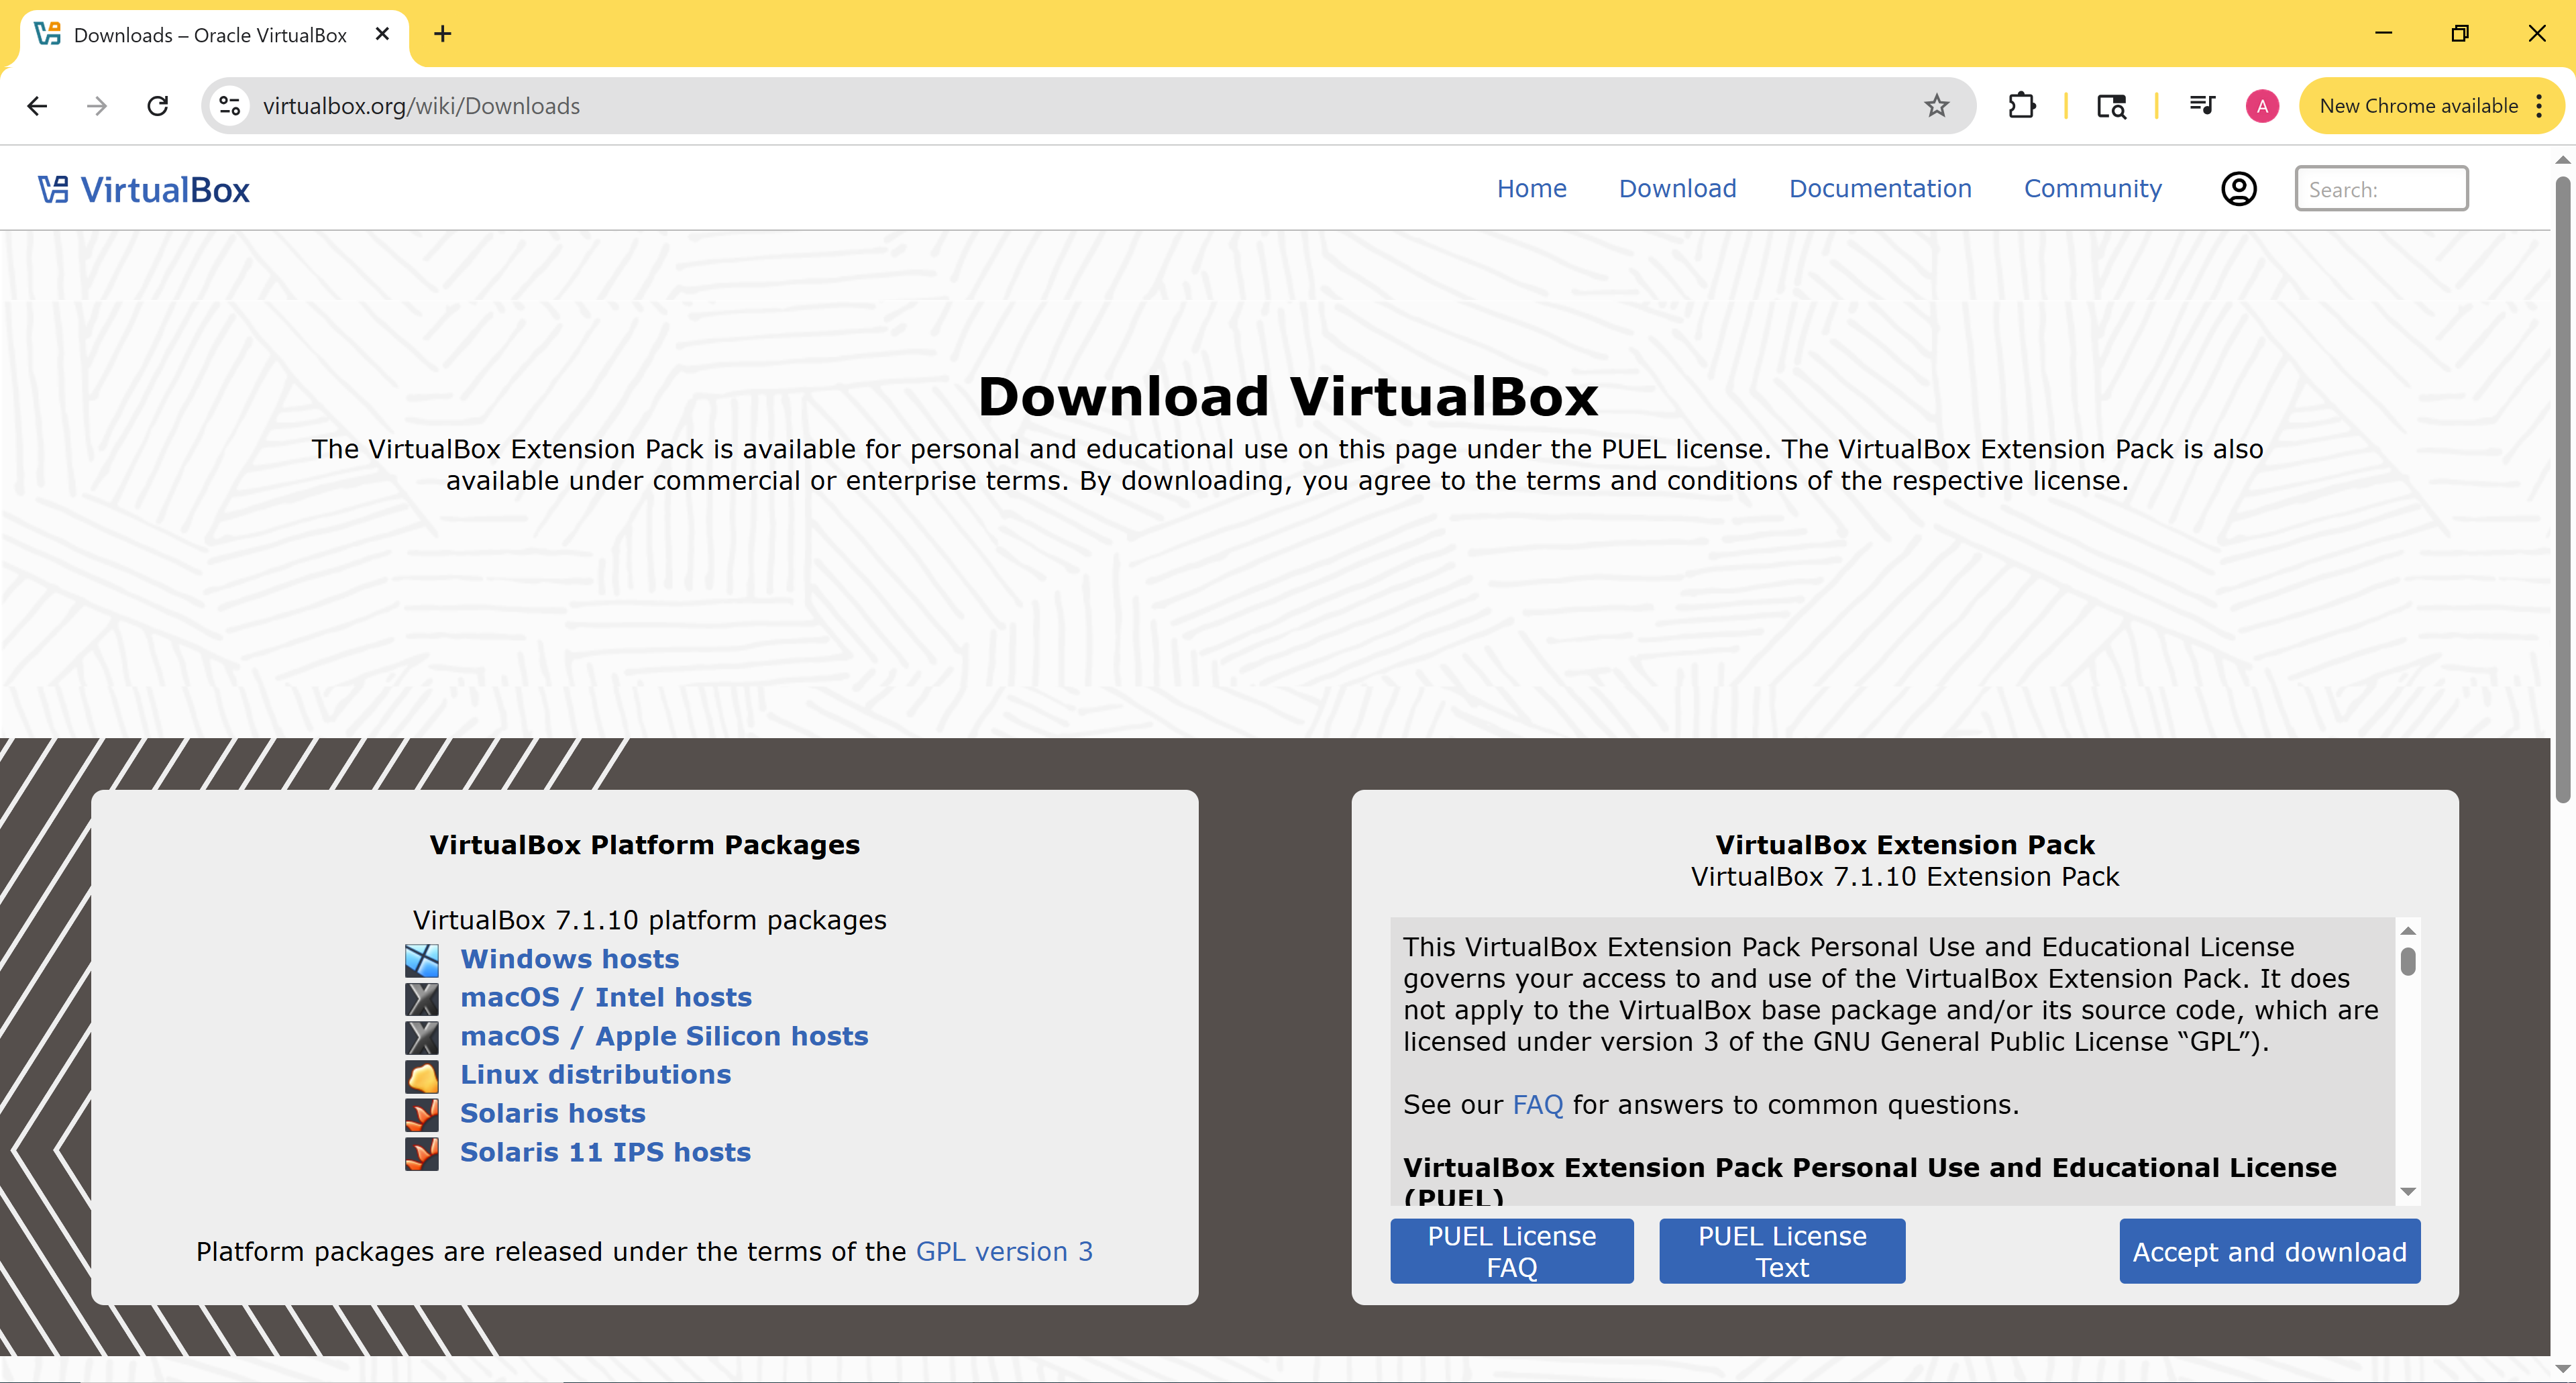 Downloads – Oracle VirtualBox
virtualbox.org/wiki/Downloads
A
New Chrome available
VirtualBox
Home
Download
Documentation
Community
Search:
Download VirtualBox
The VirtualBox Extension Pack is available for personal and educational use on this page under the PUEL license. The VirtualBox Extension Pack is also
available under commercial or enterprise terms. By downloading, you agree to the terms and conditions of the respective license.
VirtualBox Platform Packages
VirtualBox 7.1.10 platform packages
Windows hosts
macOS / Intel hosts
macOS / Apple Silicon hosts
Linux distributions
Solaris hosts
Solaris 11 IPS hosts
Platform packages are released under the terms of the GPL version 3
VirtualBox Extension Pack
VirtualBox 7.1.10 Extension Pack
This VirtualBox Extension Pack Personal Use and Educational License
governs your access to and use of the VirtualBox Extension Pack. It does
not apply to the VirtualBox base package and/or its source code, which are
licensed under version 3 of the GNU General Public License “GPL”).
See our FAQ for answers to common questions.
VirtualBox Extension Pack Personal Use and Educational License
(PUEL)
PUEL License
FAQ
PUEL License
Text
Accept and download